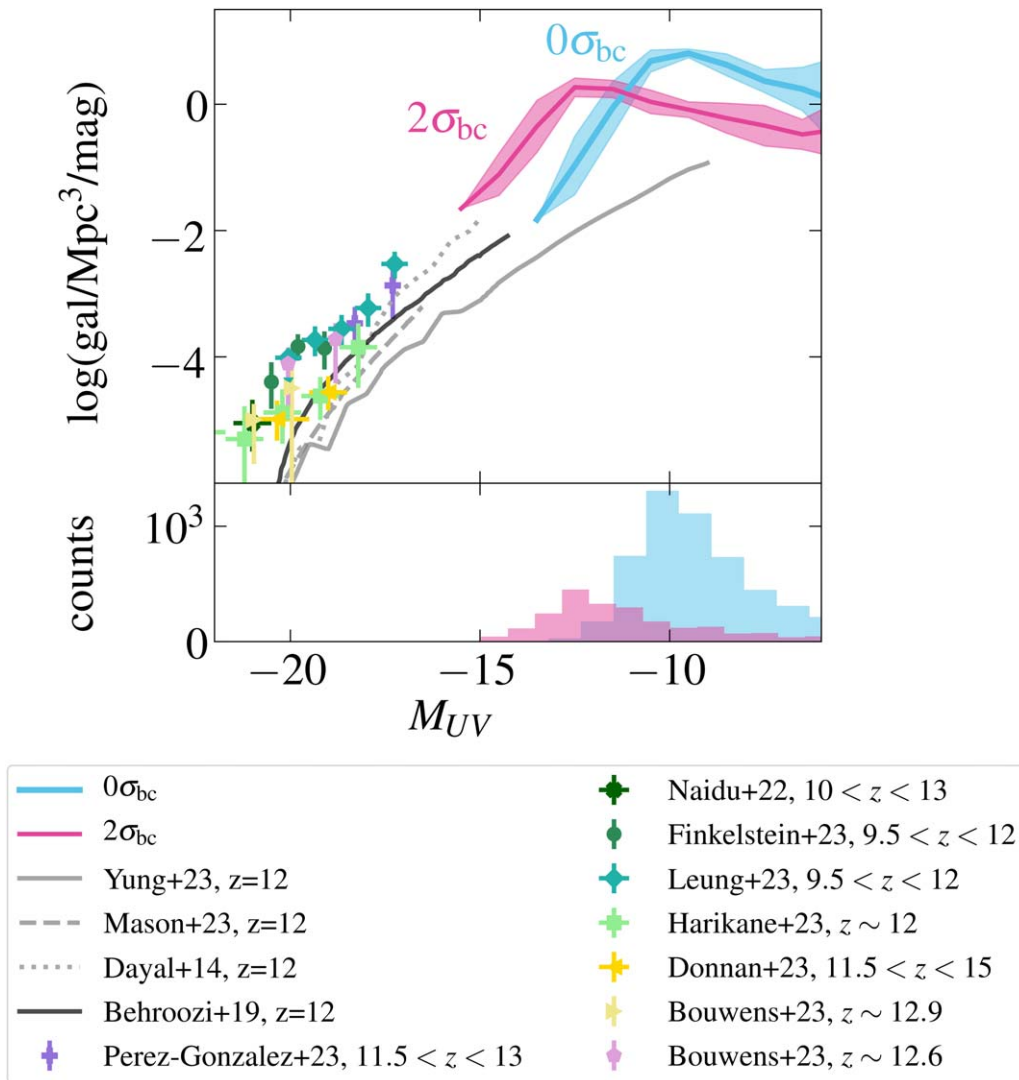 0σbc
2σbc
log(gal/Mpc³/mag)
0
−2
−4
counts
10³
0
−20
−15
−10
M_UV
0σbc
2σbc
Yung+23, z=12
Mason+23, z=12
Dayal+14, z=12
Behroozi+19, z=12
Perez-Gonzalez+23, 11.5 < z < 13
Naidu+22, 10 < z < 13
Finkelstein+23, 9.5 < z < 12
Leung+23, 9.5 < z < 12
Harikane+23, z ∼ 12
Donnan+23, 11.5 < z < 15
Bouwens+23, z ∼ 12.9
Bouwens+23, z ∼ 12.6